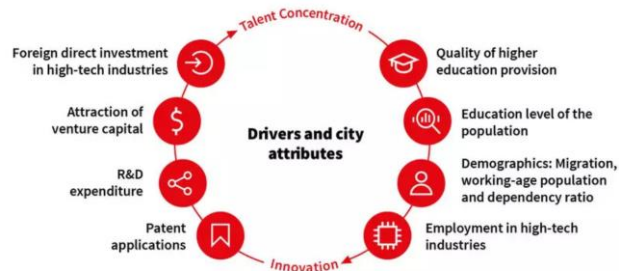 Talent Concentration
Foreign direct investment
in high-tech industries
Attraction of
venture capital
R&D
expenditure
Patent
applications
Drivers and city
attributes
Quality of higher
education provision
Education level of the
population
Demographics: Migration,
working-age population
and dependency ratio
Employment in high-tech
industries
Innovation